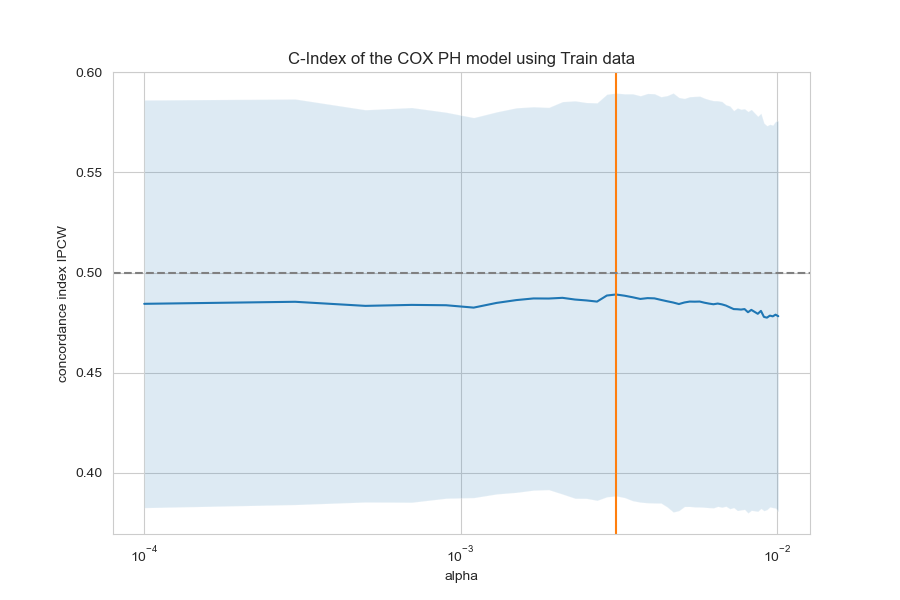 C-Index of the COX PH model using Train data
0.60
0.55
0.50
0.45
0.40
concordance index IPCW
10⁻⁴
10⁻³
10⁻²
alpha